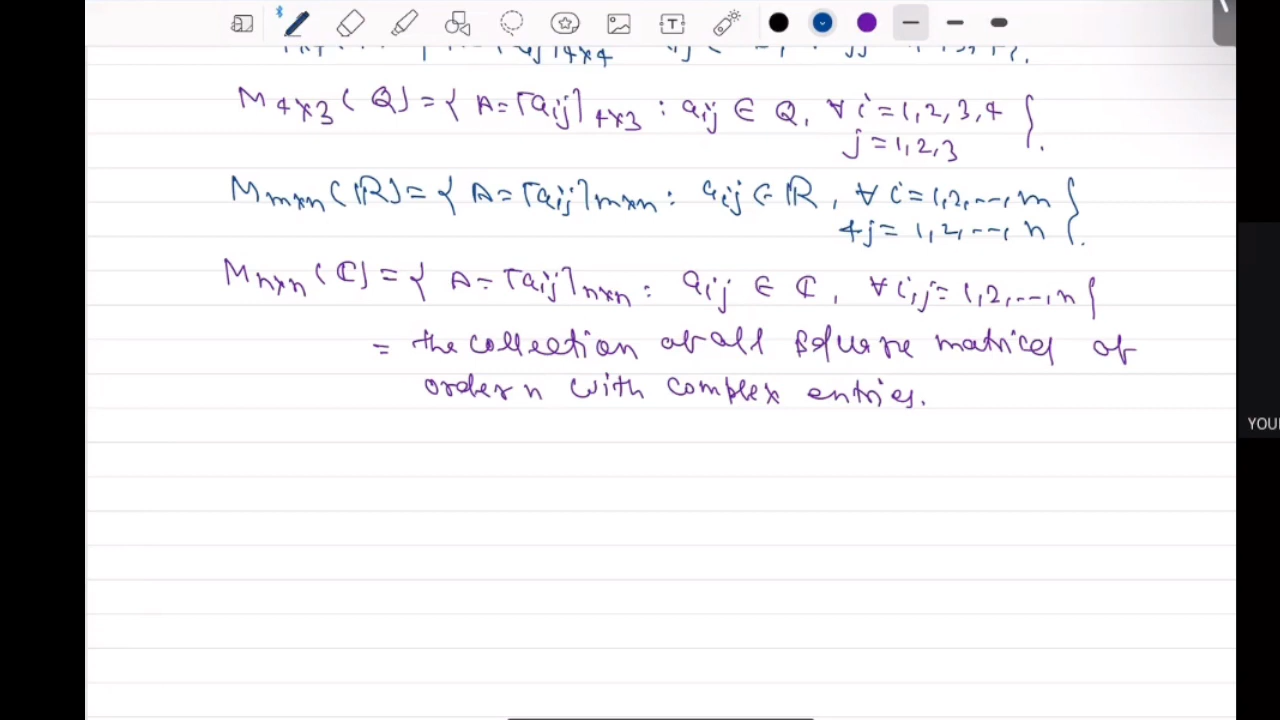 M4×3(Q) = { A = [aij]4×3 : aij ∈ Q, ∀ i = 1, 2, 3, 4
j = 1, 2, 3 }.
Mm×n(ℝ) = { A = [aij]m×n : aij ∈ ℝ, ∀ i = 1, 2, ..., m
& j = 1, 2, ..., n }.
Mn×n(ℂ) = { A = [aij]n×n : aij ∈ ℂ, ∀ i, j = 1, 2, ..., n }
= the collection of all square matrices of
order n with complex entries.
YOU